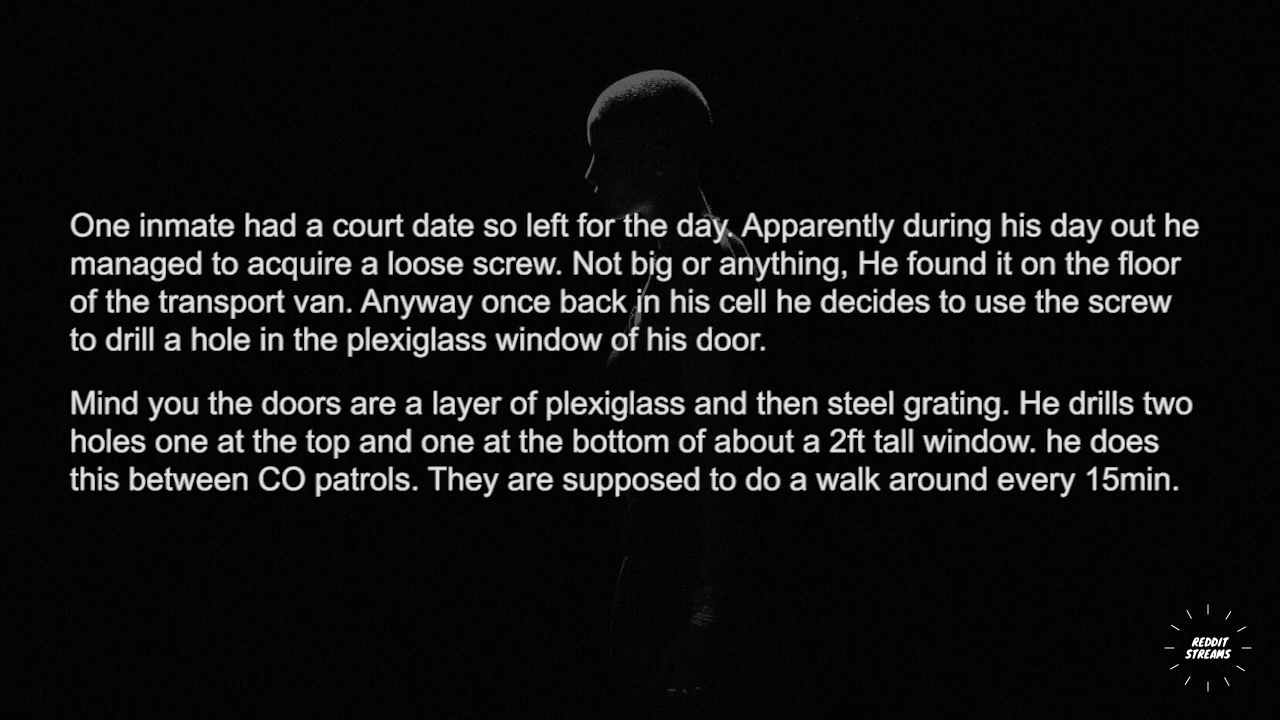 One inmate had a court date so left for the day. Apparently during his day out he
managed to acquire a loose screw. Not big or anything, He found it on the floor
of the transport van. Anyway once back in his cell he decides to use the screw
to drill a hole in the plexiglass window of his door.
Mind you the doors are a layer of plexiglass and then steel grating. He drills two
holes one at the top and one at the bottom of about a 2ft tall window. he does
this between CO patrols. They are supposed to do a walk around every 15min.
REDDIT
STREAMS